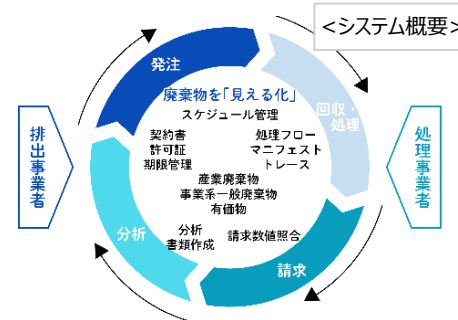 <システム概要>
発注
廃棄物を「見える化」
スケジュール管理
回収・
処理
契約書
許可証
期限管理
処理フロー
マニフェスト
トレース
排出事業者
処理事業者
産業廃棄物
事業系一般廃棄物
有価物
分析
分析
書類作成
請求数値照合
請求